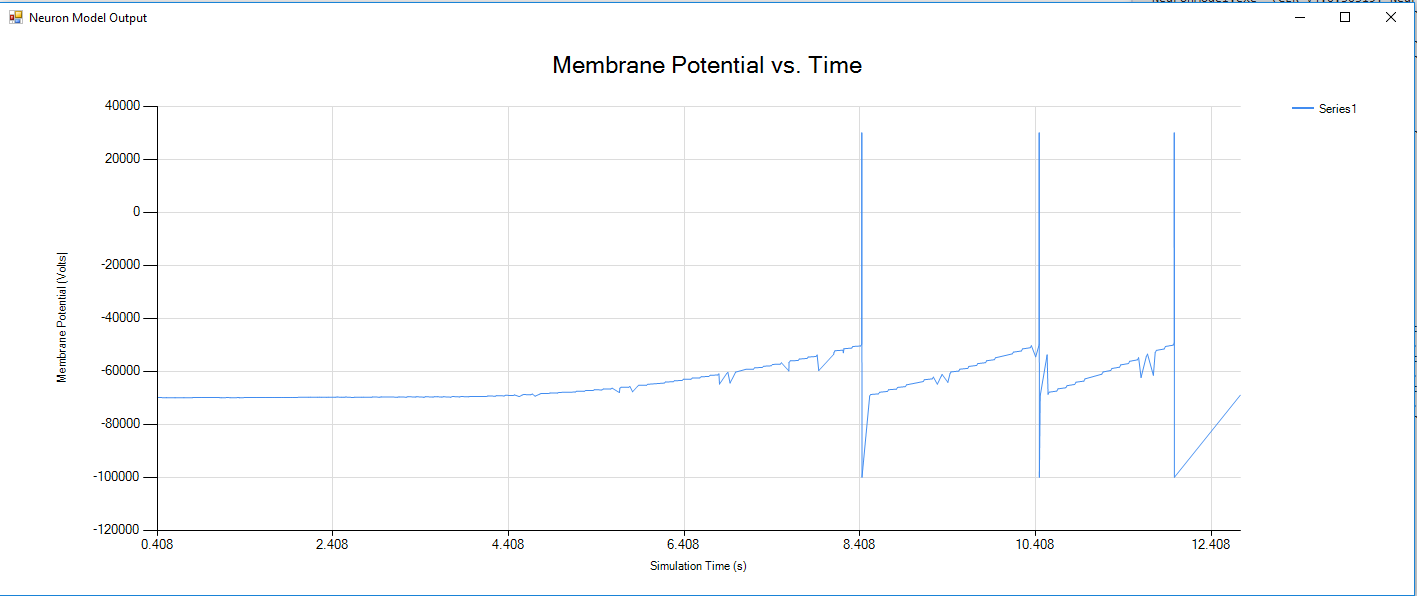 Neuron Model Output
Membrane Potential vs. Time
Series1
Membrane Potential (Volts|
40000
20000
0
-20000
-40000
-60000
-80000
-100000
-120000
0.408 2.408 4.408 6.408 8.408 10.408 12.408
Simulation Time (s)